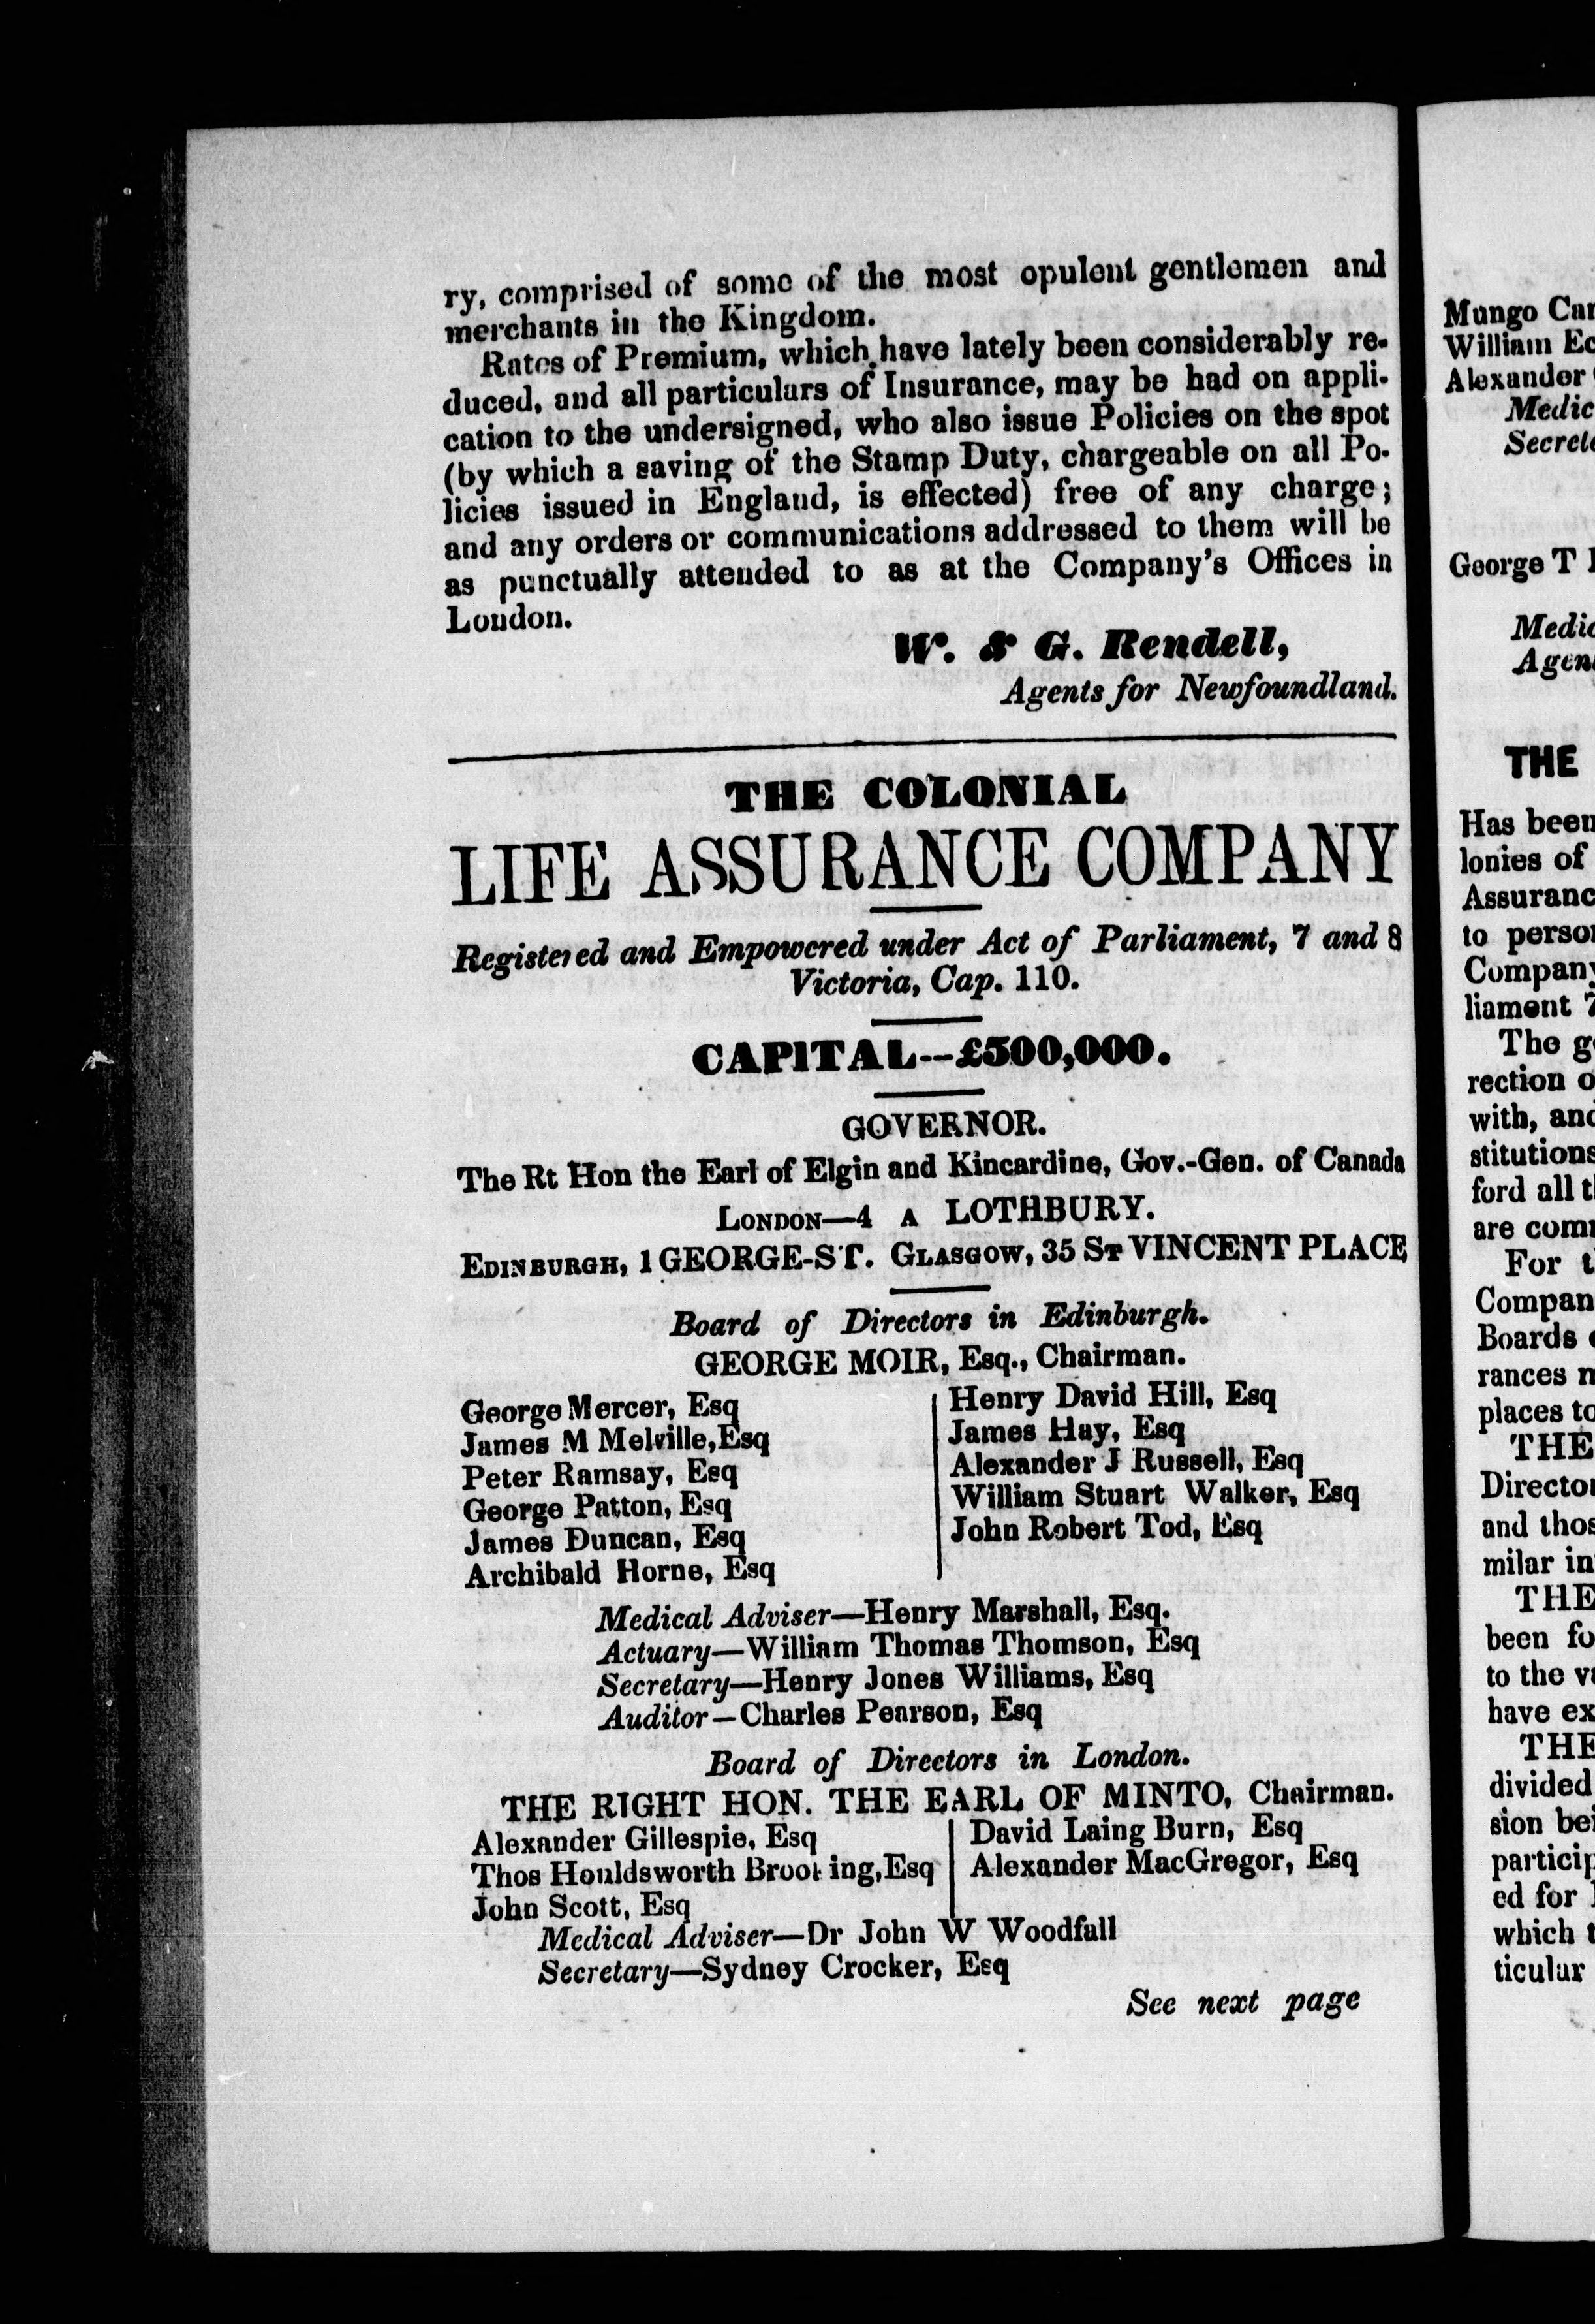 ry, comprised of some of the most opulent gentlemen and
merchants in the Kingdom.
Rates of Premium, which have lately been considerably re-
duced, and all particulars of Insurance, may be had on appli-
cation to the undersigned, who also issue Policies on the spot
(by which a saving of the Stamp Duty, chargeable on all Po-
licies issued in England, is effected) free of any charge;
and any orders or communications addressed to them will be
as punctually attended to as at the Company's Offices in
London.
W. & G. Rendell,
Agents for Newfoundland.
THE COLONIAL
LIFE ASSURANCE COMPANY
Registered and Empowered under Act of Parliament, 7 and 8
Victoria, Cap. 110.
CAPITAL--£500,000.
GOVERNOR.
The Rt Hon the Earl of Elgin and Kincardine, Gov.-Gen. of Canada
LONDON—4 A LOTHBURY.
EDINBURGH, 1 GEORGE-ST. GLASGOW, 35 ST VINCENT PLACE
Board of Directors in Edinburgh.
GEORGE MOIR, Esq., Chairman.
George Mercer, Esq
James M Melville, Esq
Peter Ramsay, Esq
George Patton, Esq
James Duncan, Esq
Archibald Horne, Esq
Henry David Hill, Esq
James Hay, Esq
Alexander J Russell, Esq
William Stuart Walker, Esq
John Robert Tod, Esq
Medical Adviser—Henry Marshall, Esq.
Actuary—William Thomas Thomson, Esq
Secretary—Henry Jones Williams, Esq
Auditor—Charles Pearson, Esq
Board of Directors in London.
THE RIGHT HON. THE EARL OF MINTO, Chairman.
Alexander Gillespie, Esq
Thos Houldsworth Brooking, Esq
John Scott, Esq
David Laing Burn, Esq
Alexander MacGregor, Esq
Medical Adviser—Dr John W Woodfall
Secretary—Sydney Crocker, Esq
See next page
Mungo
William
Alexander
George T
THE
Has been
lonies of
to
The
rection
with,
stitutions
ford all
are
For
Boards
rances
places
THE
and
milar
THE
been
to the
have
THE
divided
sion
ed for
which
ticular